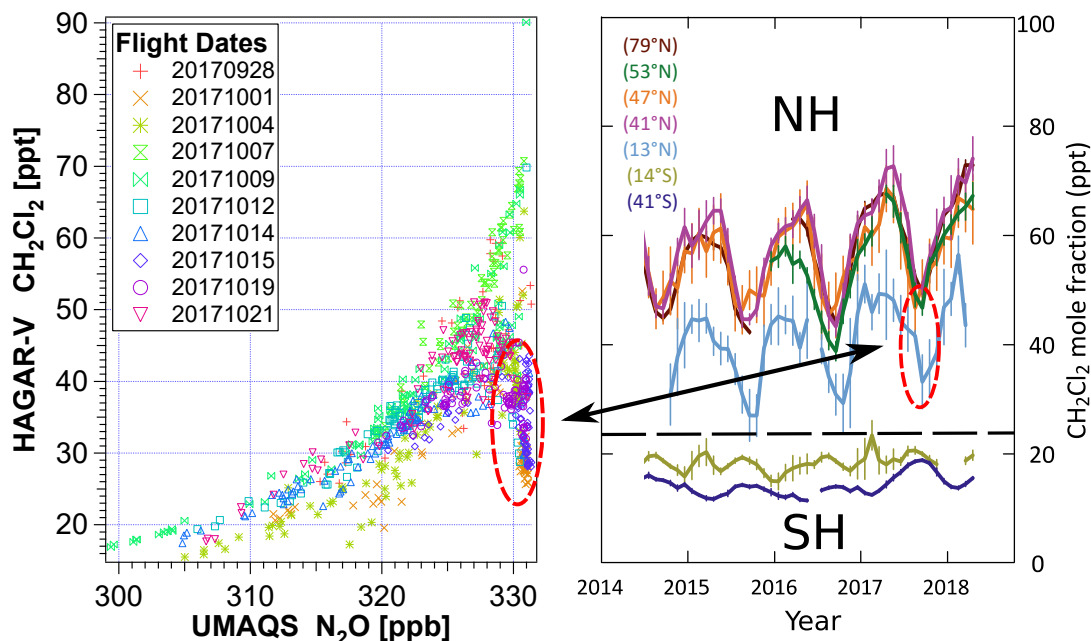 90
80
70
60
50
40
30
20
HAGAR-V CH2Cl2 [ppt]
Flight Dates
20170928
20171001
20171004
20171007
20171009
20171012
20171014
20171015
20171019
20171021
300
310
320
330
UMAQS N2O [ppb]
(79°N)
(53°N)
(47°N)
(41°N)
(13°N)
(14°S)
(41°S)
NH
SH
100
80
60
40
20
0
CH2Cl2 mole fraction (ppt)
2014
2015
2016
2017
2018
Year